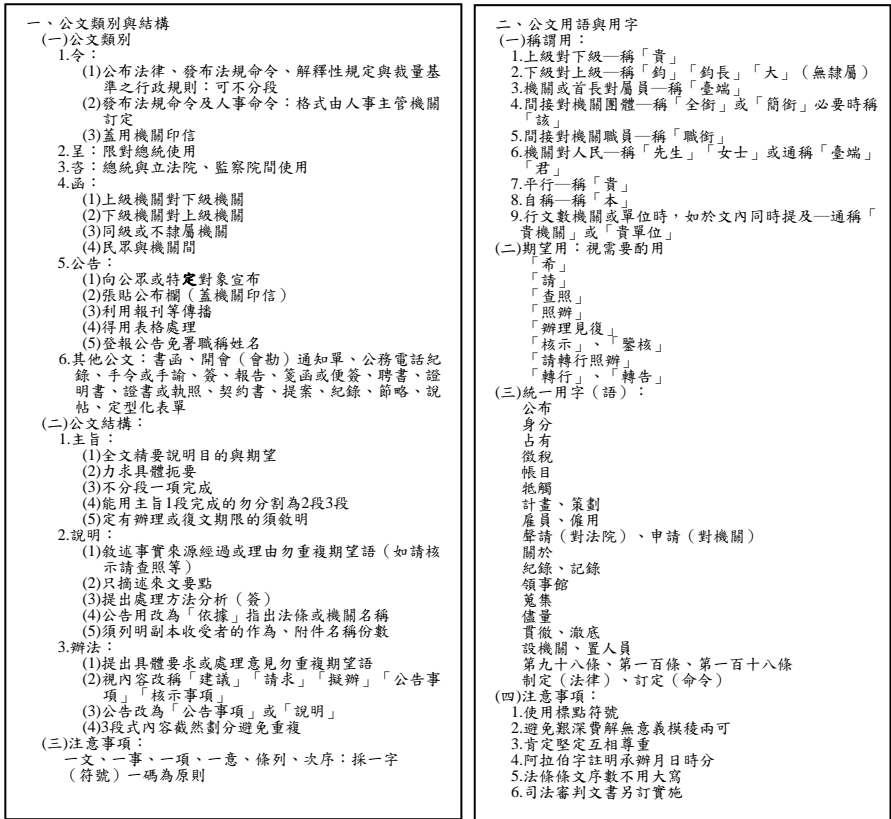 一、公文類別與結構
(一)公文類別
1.令：
(1)公布法律、發布法規命令、解釋性規定與裁量基
準之行政規則：可不分段
(2)發布法規命令及人事命令：格式由人事主管機關
訂定
(3)蓋用機關印信
2.呈：限對總統使用
3.咨：總統與立法院、監察院間使用
4.函：
(1)上級機關對下級機關
(2)下級機關對上級機關
(3)同級或不隸屬機關
(4)民眾與機關間
5.公告：
(1)向公眾或特定對象宣布
(2)張貼公布欄（蓋機關印信）
(3)利用報刊等傳播
(4)得用表格處理
(5)登報公告免署職稱姓名
6.其他公文：書函、開會（會勘）通知單、公務電話紀
錄、手令或手諭、簽、報告、箋函或便簽、聘書、證
明書、證書或執照、契約書、提案、紀錄、節略、說
帖、定型化表單
(二)公文結構：
1.主旨：
(1)全文精要說明目的與期望
(2)力求具體扼要
(3)不分段一項完成
(4)能用主旨1段完成的勿分割為2段3段
(5)定有辦理或復文期限的須敘明
2.說明：
(1)敘述事實來源經過或理由勿重複期望語（如請核
示請查照等）
(2)只摘述來文要點
(3)提出處理方法分析（簽）
(4)公告用改為「依據」指出法條或機關名稱
(5)須列明副本收受者的作為、附件名稱份數
3.辦法：
(1)提出具體要求或處理意見勿重複期望語
(2)視內容改稱「建議」「請求」「擬辦」「公告事
項」「核示事項」
(3)公告改為「公告事項」或「說明」
(4)3段式內容截然劃分避免重複
(三)注意事項：
一文、一事、一項、一意、條列、次序：採一字
（符號）一碼為原則
二、公文用語與用字
(一)稱謂用：
1.上級對下級─稱「貴」
2.下級對上級─稱「鈞」「鈞長」「大」（無隸屬）
3.機關或首長對屬員─稱「臺端」
4.間接對機關團體─稱「全銜」或「簡銜」必要時稱
「該」
5.間接對機關職員─稱「職銜」
6.機關對人民─稱「先生」「女士」或通稱「臺端」
「君」
7.平行─稱「貴」
8.自稱─稱「本」
9.行文數機關或單位時，如於文內同時提及─通稱「
貴機關」或「貴單位」
(二)期望用：視需要酌用
「希」
「請」
「查照」
「照辦」
「辦理見復」
「核示」、「鑒核」
「請轉行照辦」
「轉行」、「轉告」
(三)統一用字（語）：
公布
身分
占有
徵稅
帳目
牴觸
計畫、策劃
雇員、僱用
聲請（對法院）、申請（對機關）
關於
紀錄、記錄
領事館
蒐集
儘量
貫徹、澈底
設機關、置人員
第九十八條、第一百條、第一百十八條
制定（法律）、訂定（命令）
(四)注意事項：
1.使用標點符號
2.避免艱深費解無意義模稜兩可
3.肯定堅定互相尊重
4.阿拉伯字註明承辦月日時分
5.法條條文序數不用大寫
6.司法審判文書另訂實施